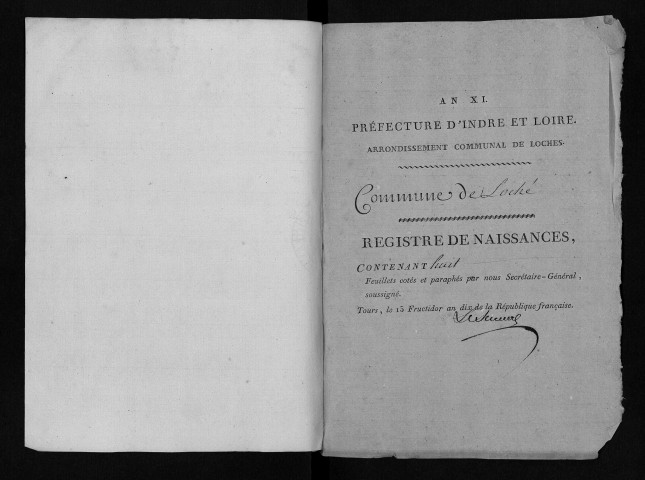 AN XI.
PRÉFECTURE D'INDRE ET LOIRE.
ARRONDISSEMENT COMMUNAL DE LOCHES.
Commune de Loché
REGISTRE DE NAISSANCES,
CONTENANT huit
Feuillets cotés et paraphés par nous Secrétaire-Général,
soussigné.
Tours, le 15 Fructidor an dix de la République française.